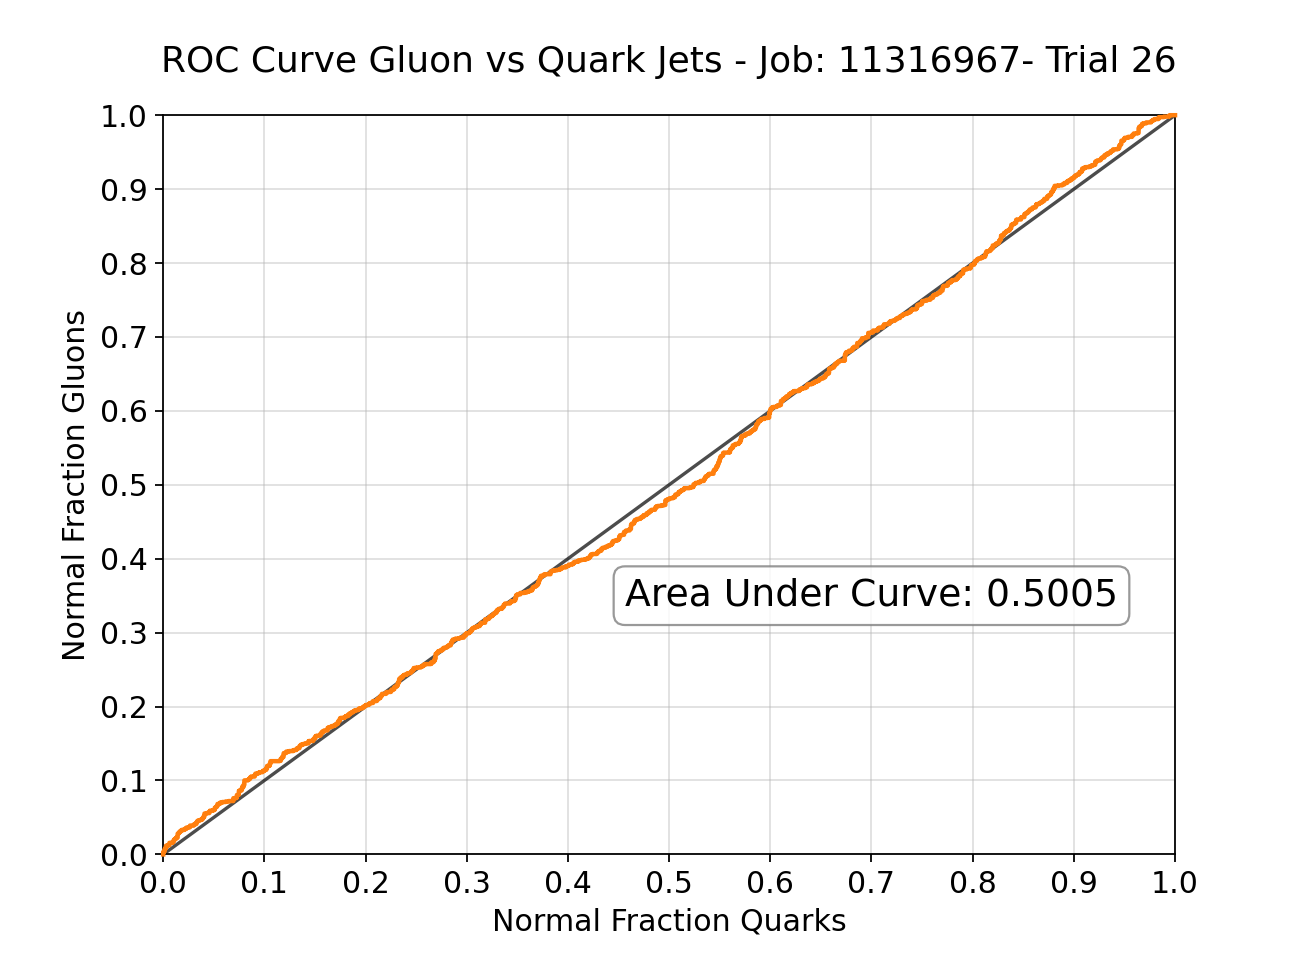 ROC Curve Gluon vs Quark Jets - Job: 11316967- Trial 26
1.0
0.9
0.8
0.7
0.6
0.5
0.4
0.3
0.2
0.1
0.0
Normal Fraction Gluons
Area Under Curve: 0.5005
0.0 0.1 0.2 0.3 0.4 0.5 0.6 0.7 0.8 0.9 1.0
Normal Fraction Quarks